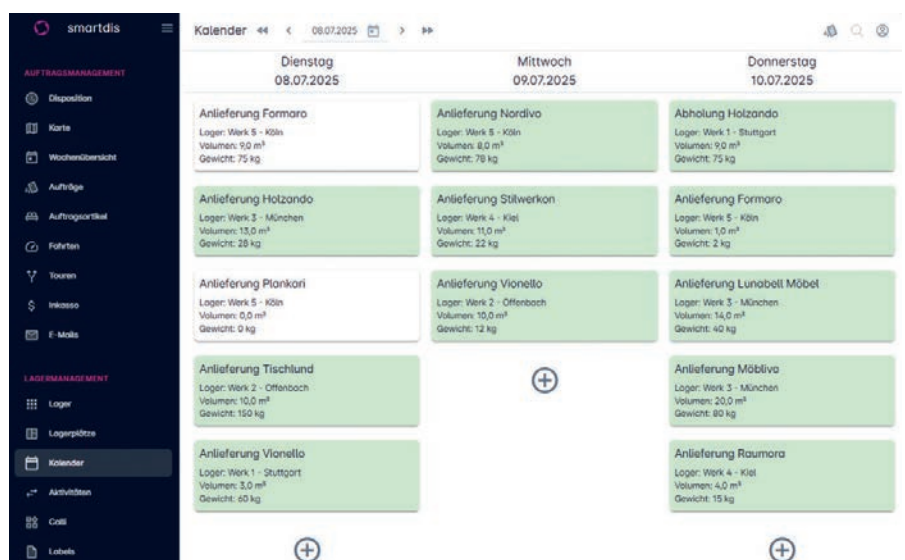 smartdis
AUFTRAGSMANAGEMENT
Disposition
Karte
Wochenübersicht
Aufträge
Auftragsartikel
Fahrten
Touren
Inkasso
E-Mails
LAGERMANAGEMENT
Lager
Lagerplätze
Kalender
Aktivitäten
Colli
Labels
Kalender 08.07.2025
Dienstag
08.07.2025
Anlieferung Formaro
Lager: Werk 5 - Köln
Volumen: 9,0 m³
Gewicht: 75 kg
Anlieferung Holzando
Lager: Werk 3 - München
Volumen: 13,0 m³
Gewicht: 28 kg
Anlieferung Plankori
Lager: Werk 5 - Köln
Volumen: 0,0 m³
Gewicht: 0 kg
Anlieferung Tischlund
Lager: Werk 2 - Offenbach
Volumen: 10,0 m³
Gewicht: 150 kg
Anlieferung Vionello
Lager: Werk 1 - Stuttgart
Volumen: 3,0 m³
Gewicht: 60 kg
Mittwoch
09.07.2025
Anlieferung Nordivo
Lager: Werk 5 - Köln
Volumen: 8,0 m³
Gewicht: 78 kg
Anlieferung Stilwerkon
Lager: Werk 4 - Kiel
Volumen: 11,0 m³
Gewicht: 22 kg
Anlieferung Vionello
Lager: Werk 2 - Offenbach
Volumen: 10,0 m³
Gewicht: 12 kg
Donnerstag
10.07.2025
Abholung Holzando
Lager: Werk 1 - Stuttgart
Volumen: 9,0 m³
Gewicht: 75 kg
Anlieferung Formaro
Lager: Werk 5 - Köln
Volumen: 1,0 m³
Gewicht: 2 kg
Anlieferung Lunabell Möbel
Lager: Werk 3 - München
Volumen: 14,0 m³
Gewicht: 40 kg
Anlieferung Möbliva
Lager: Werk 3 - München
Volumen: 20,0 m³
Gewicht: 80 kg
Anlieferung Raumora
Lager: Werk 4 - Kiel
Volumen: 4,0 m³
Gewicht: 15 kg